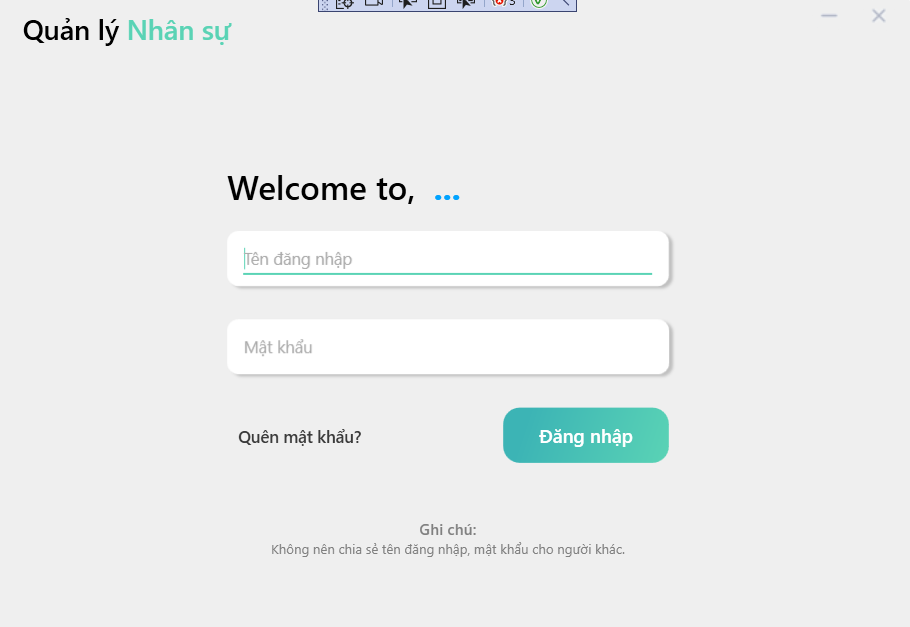 Quản lý Nhân sự
Welcome to, ...
Tên đăng nhập
Mật khẩu
Quên mật khẩu?
Đăng nhập
Ghi chú:
Không nên chia sẻ tên đăng nhập, mật khẩu cho người khác.